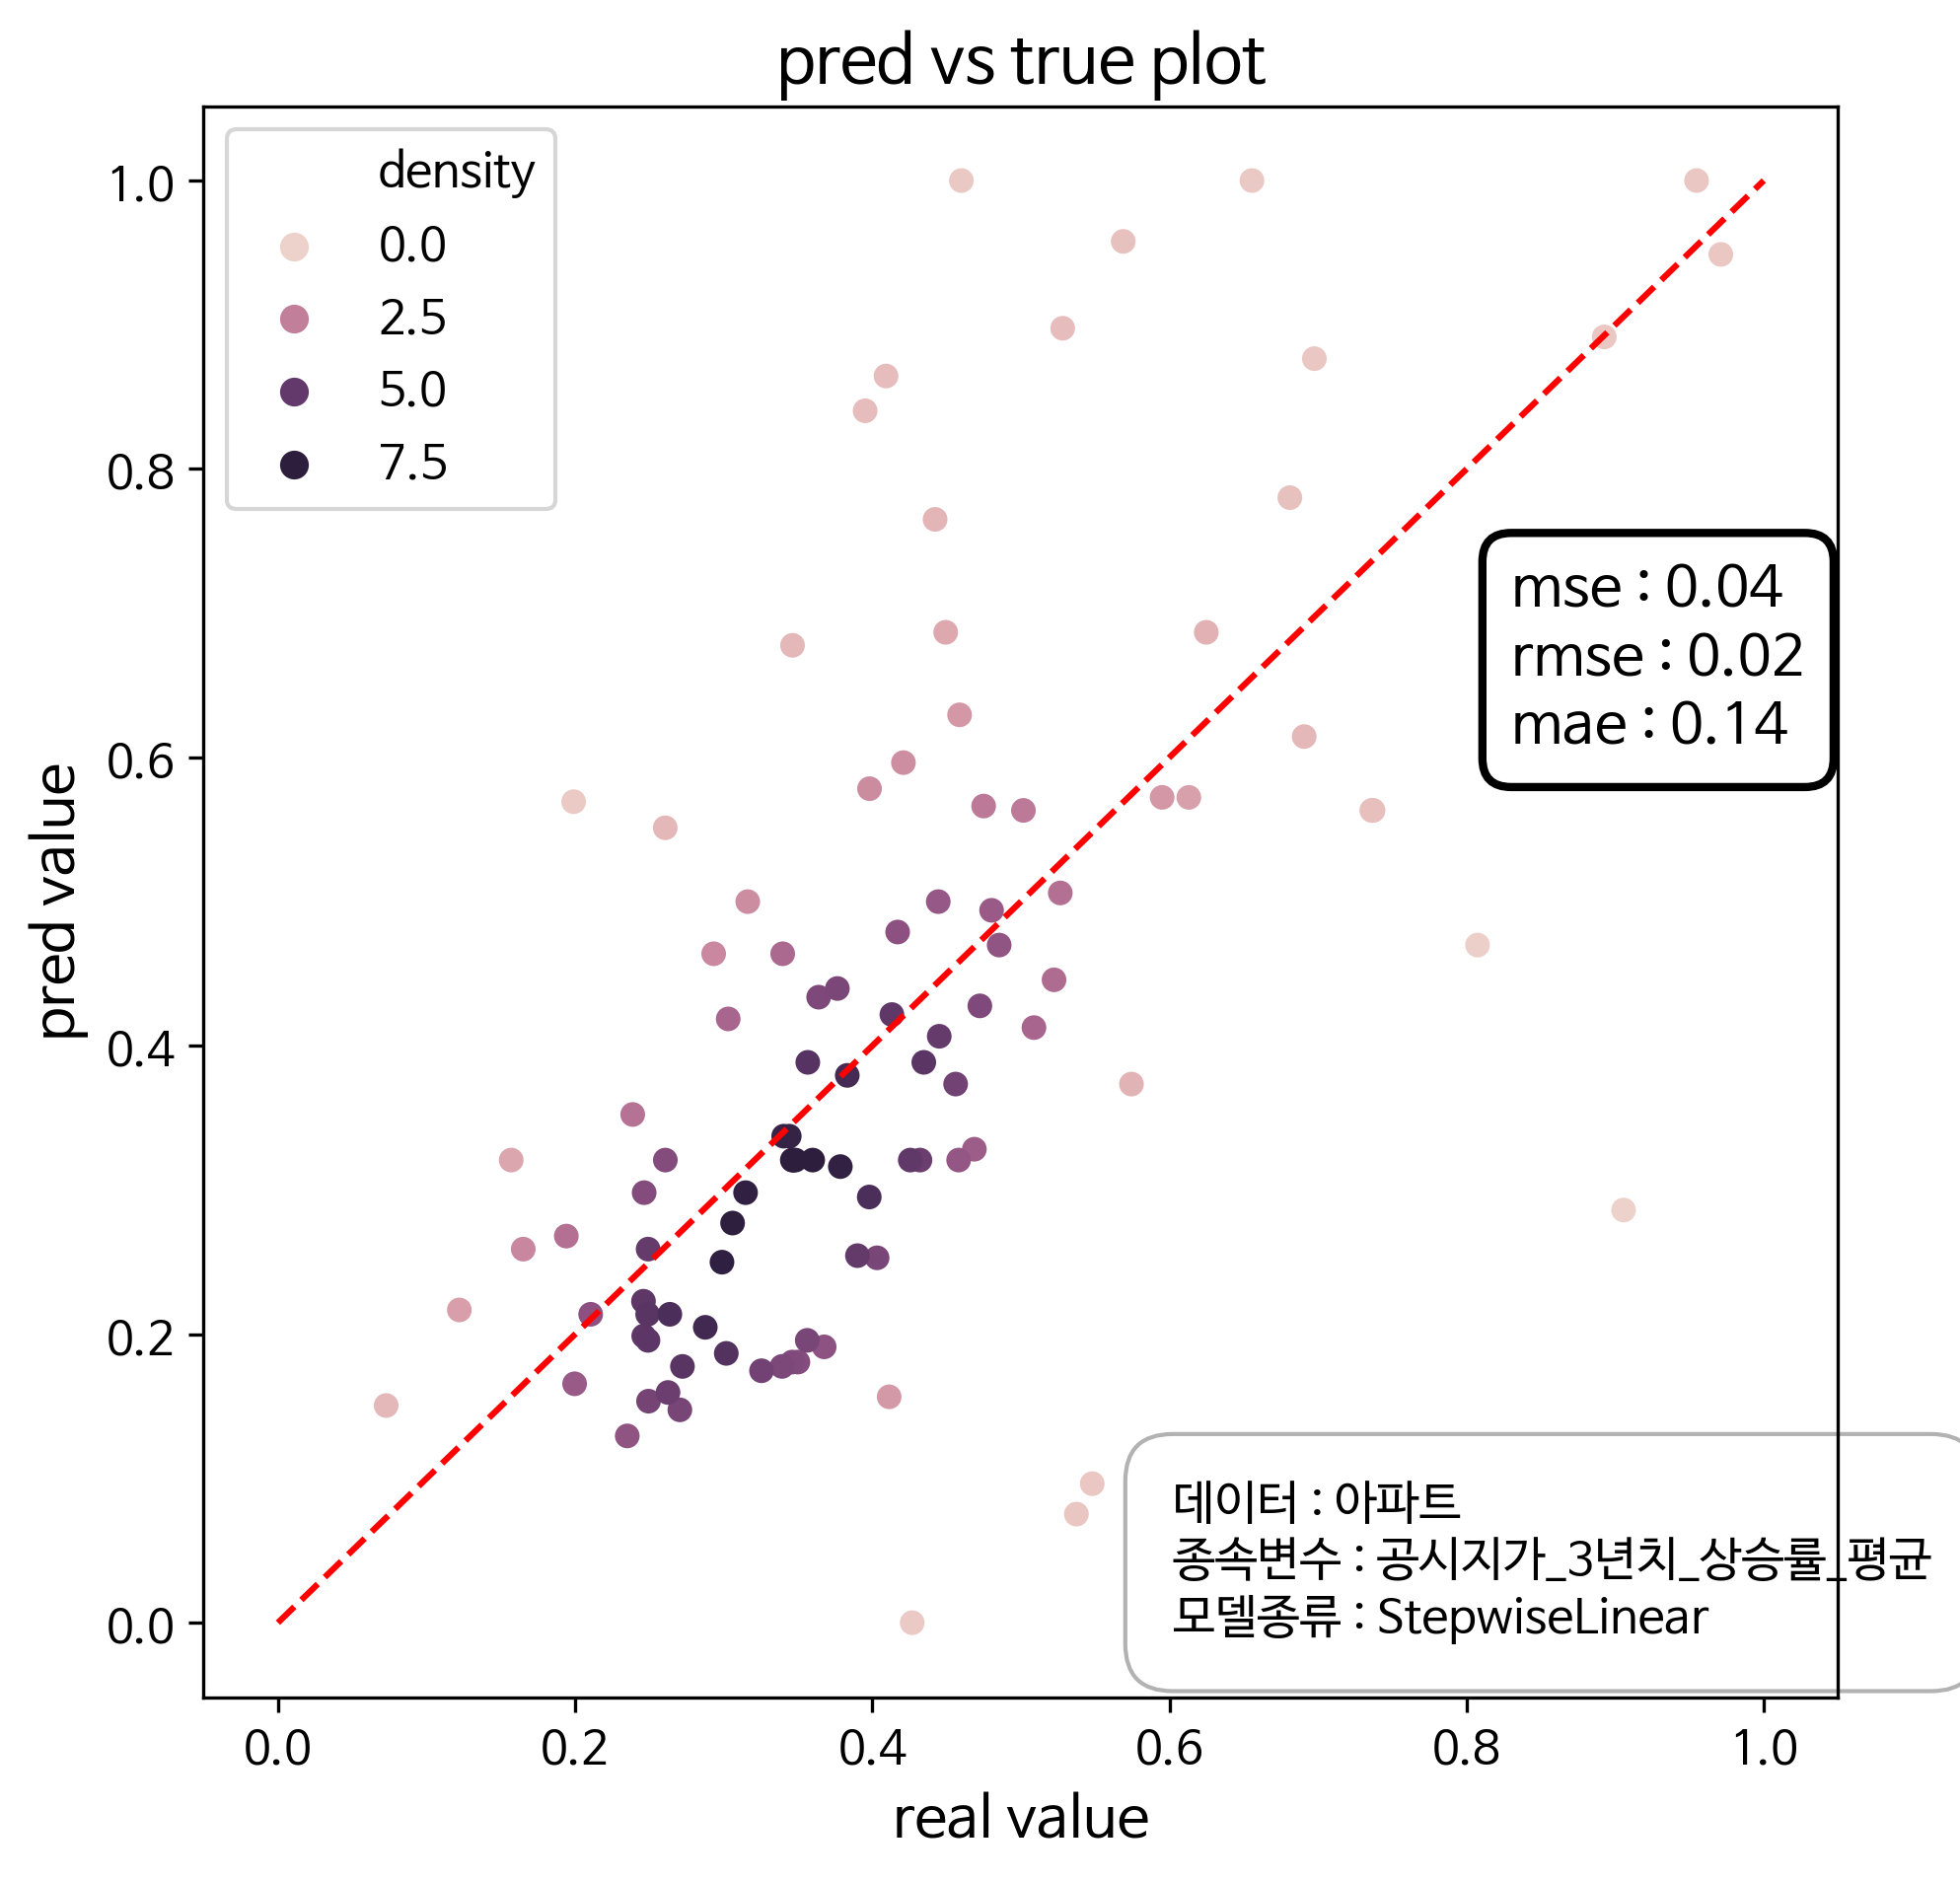 pred vs true plot
density
0.0
2.5
5.0
7.5
1.0
0.8
0.6
0.4
0.2
0.0
pred value
mse : 0.04
rmse : 0.02
mae : 0.14
데이터 : 아파트
종속변수 : 공시지가_3년치_상승률_평균
모델종류 : StepwiseLinear
0.0 0.2 0.4 0.6 0.8 1.0
real value